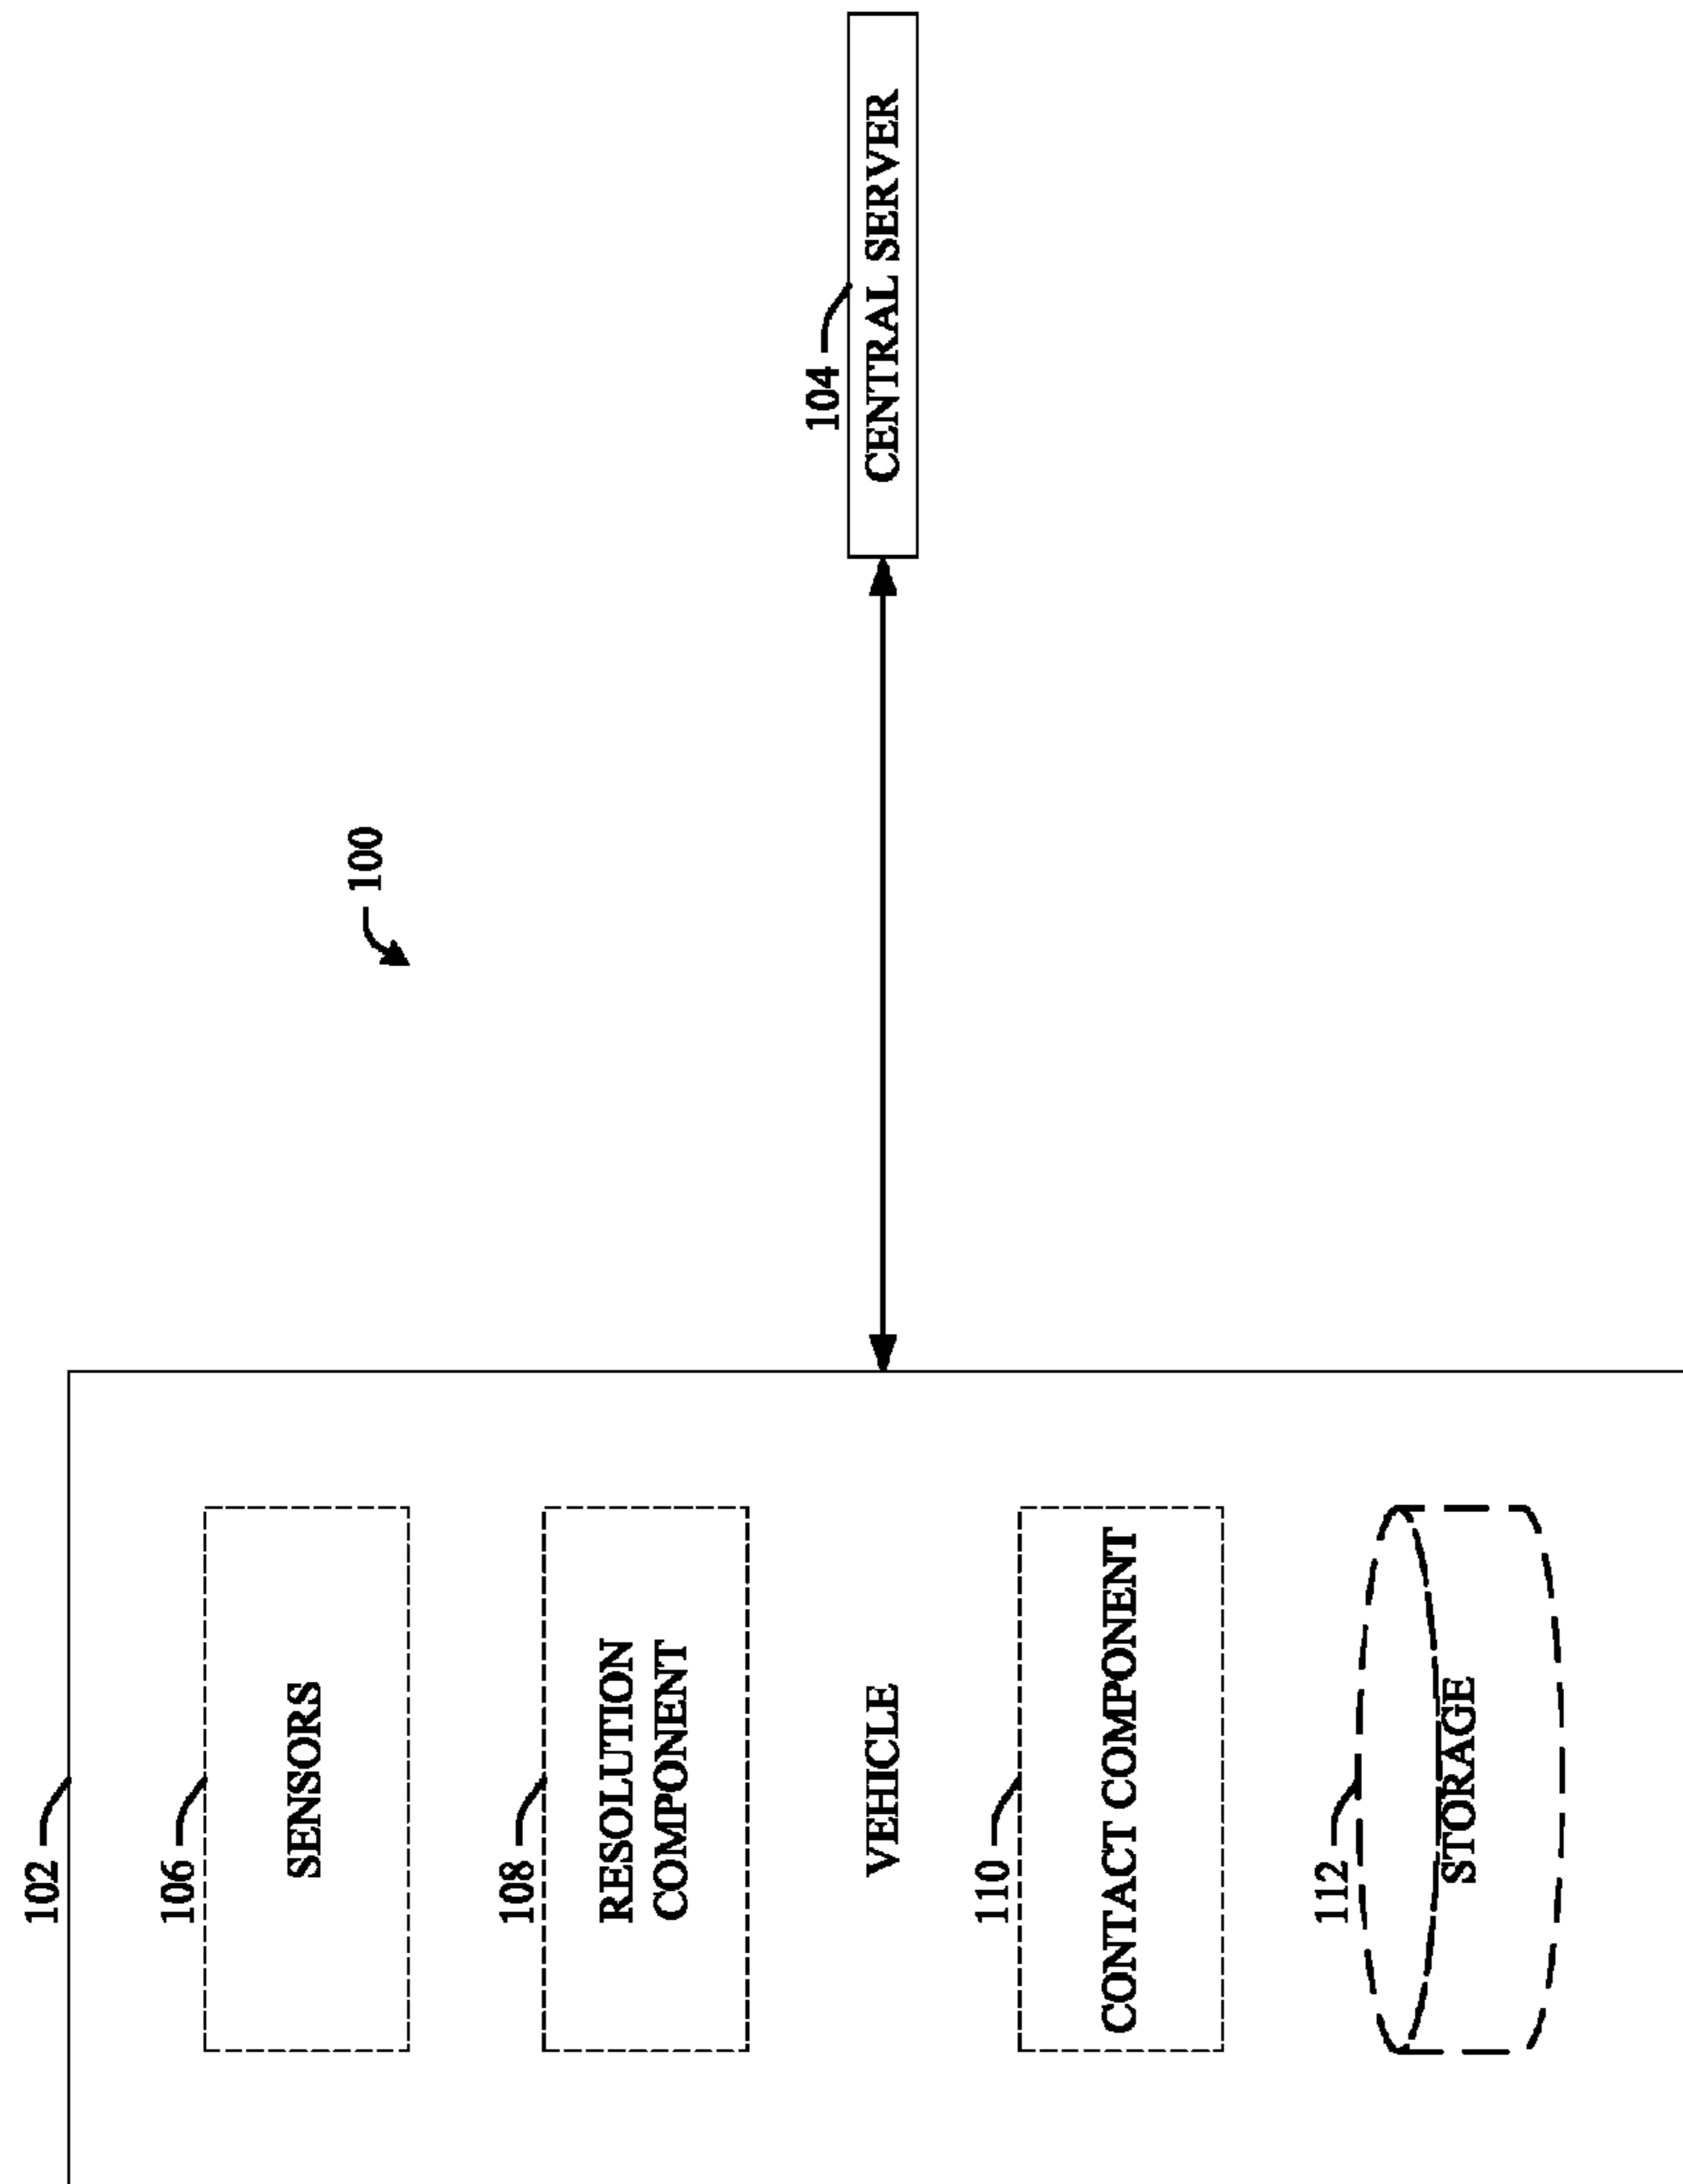 100
102
106
SENSORS
108
RESOLUTION
COMPONENT
VEHICLE
104
CENTRAL SERVER
110
CONTACT COMPONENT
112
STORAGE